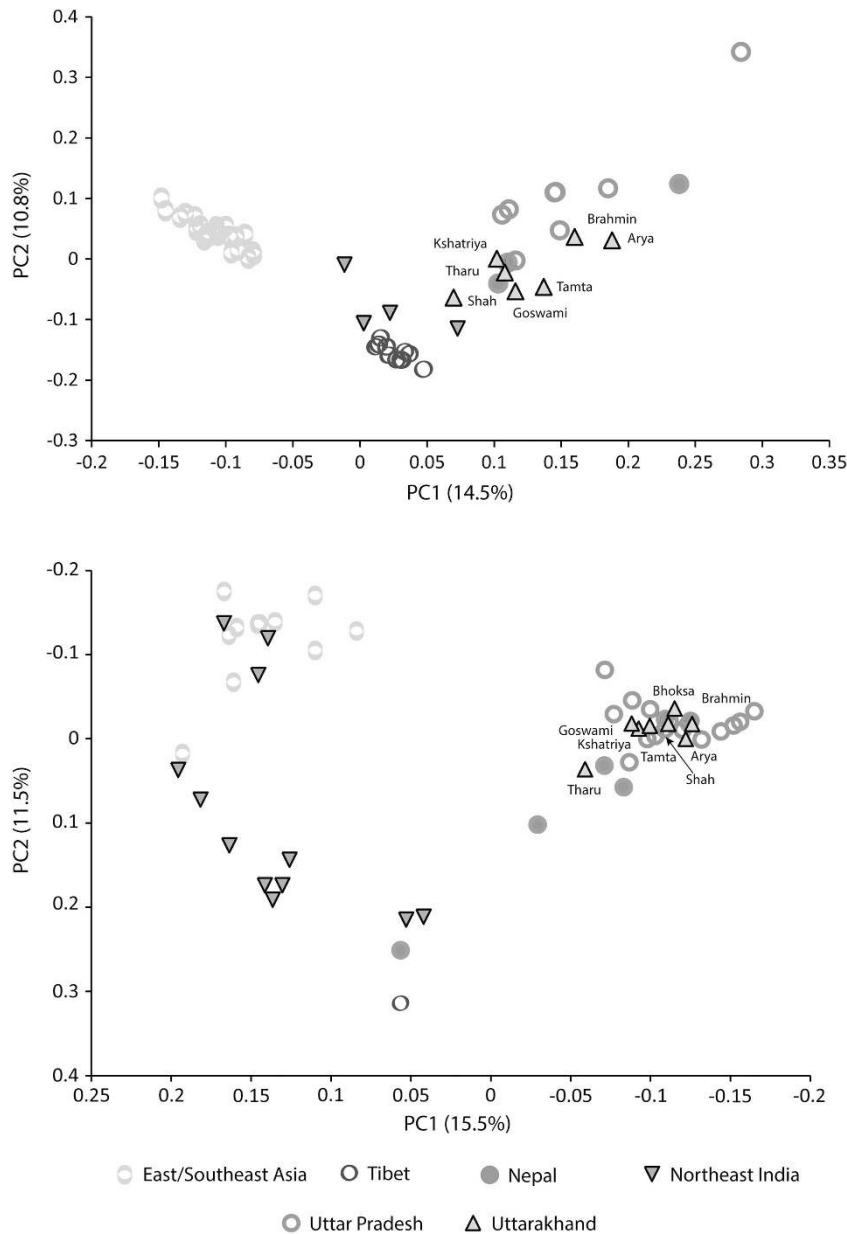 0.4
0.3
0.2
0.1
0
-0.1
-0.2
-0.3
PC2 (10.8%)
Brahmin
Arya
Kshatriya
Tharu
Tamta
Shah
Goswami
-0.2 -0.15 -0.1 -0.05 0 0.05 0.1 0.15 0.2 0.25 0.3 0.35
PC1 (14.5%)
-0.2
-0.1
0
0.1
0.2
0.3
0.4
PC2 (11.5%)
Bhoksa
Brahmin
Goswami
Kshatriya
Tamta
Arya
Shah
Tharu
0.25 0.2 0.15 0.1 0.05 0 -0.05 -0.1 -0.15 -0.2
PC1 (15.5%)
East/Southeast Asia Tibet Nepal Northeast India
Uttar Pradesh Uttarakhand